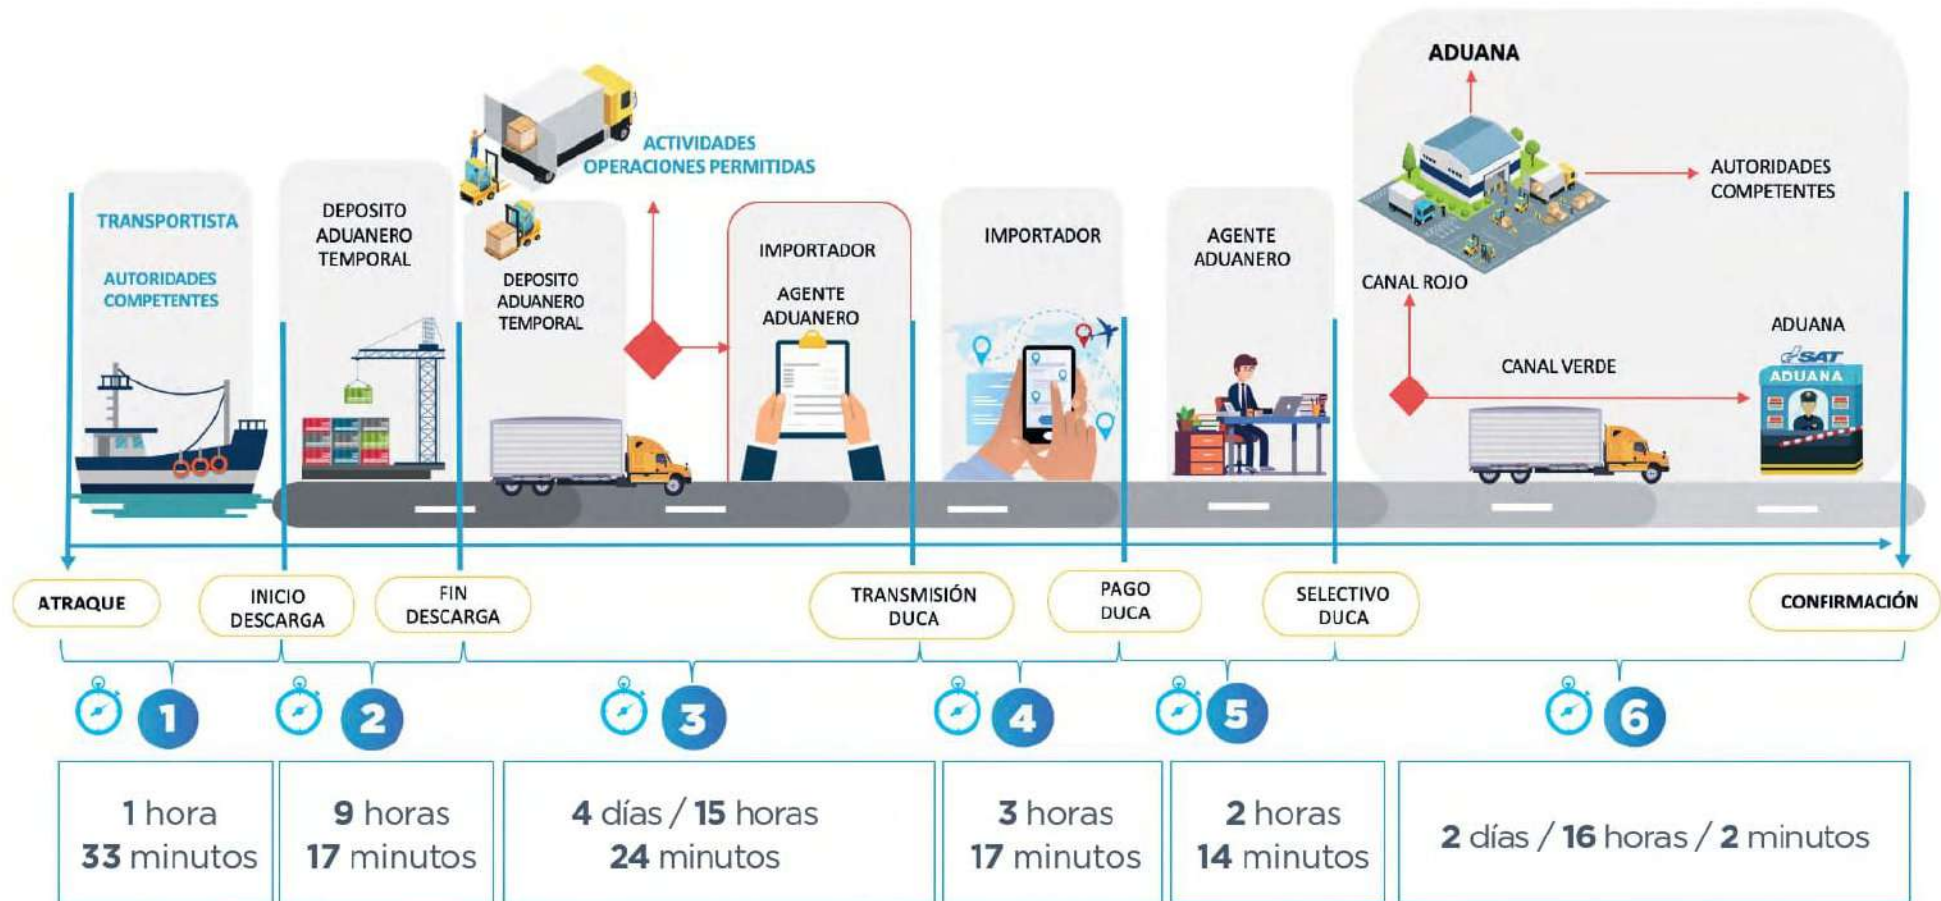 TRANSPORTISTA
AUTORIDADES
COMPETENTES
DEPOSITO
ADUANERO
TEMPORAL
DEPOSITO
ADUANERO
TEMPORAL
ACTIVIDADES
OPERACIONES PERMITIDAS
IMPORTADOR
AGENTE
ADUANERO
IMPORTADOR
AGENTE
ADUANERO
ADUANA
AUTORIDADES
COMPETENTES
CANAL ROJO
CANAL VERDE
ADUANA
SAT
ADUANA
ATRAQUE
INICIO
DESCARGA
FIN
DESCARGA
TRANSMISIÓN
DUCA
PAGO
DUCA
SELECTIVO
DUCA
CONFIRMACIÓN
1
2
3
4
5
6
1 hora
33 minutos
9 horas
17 minutos
4 días / 15 horas
24 minutos
3 horas
17 minutos
2 horas
14 minutos
2 días / 16 horas / 2 minutos